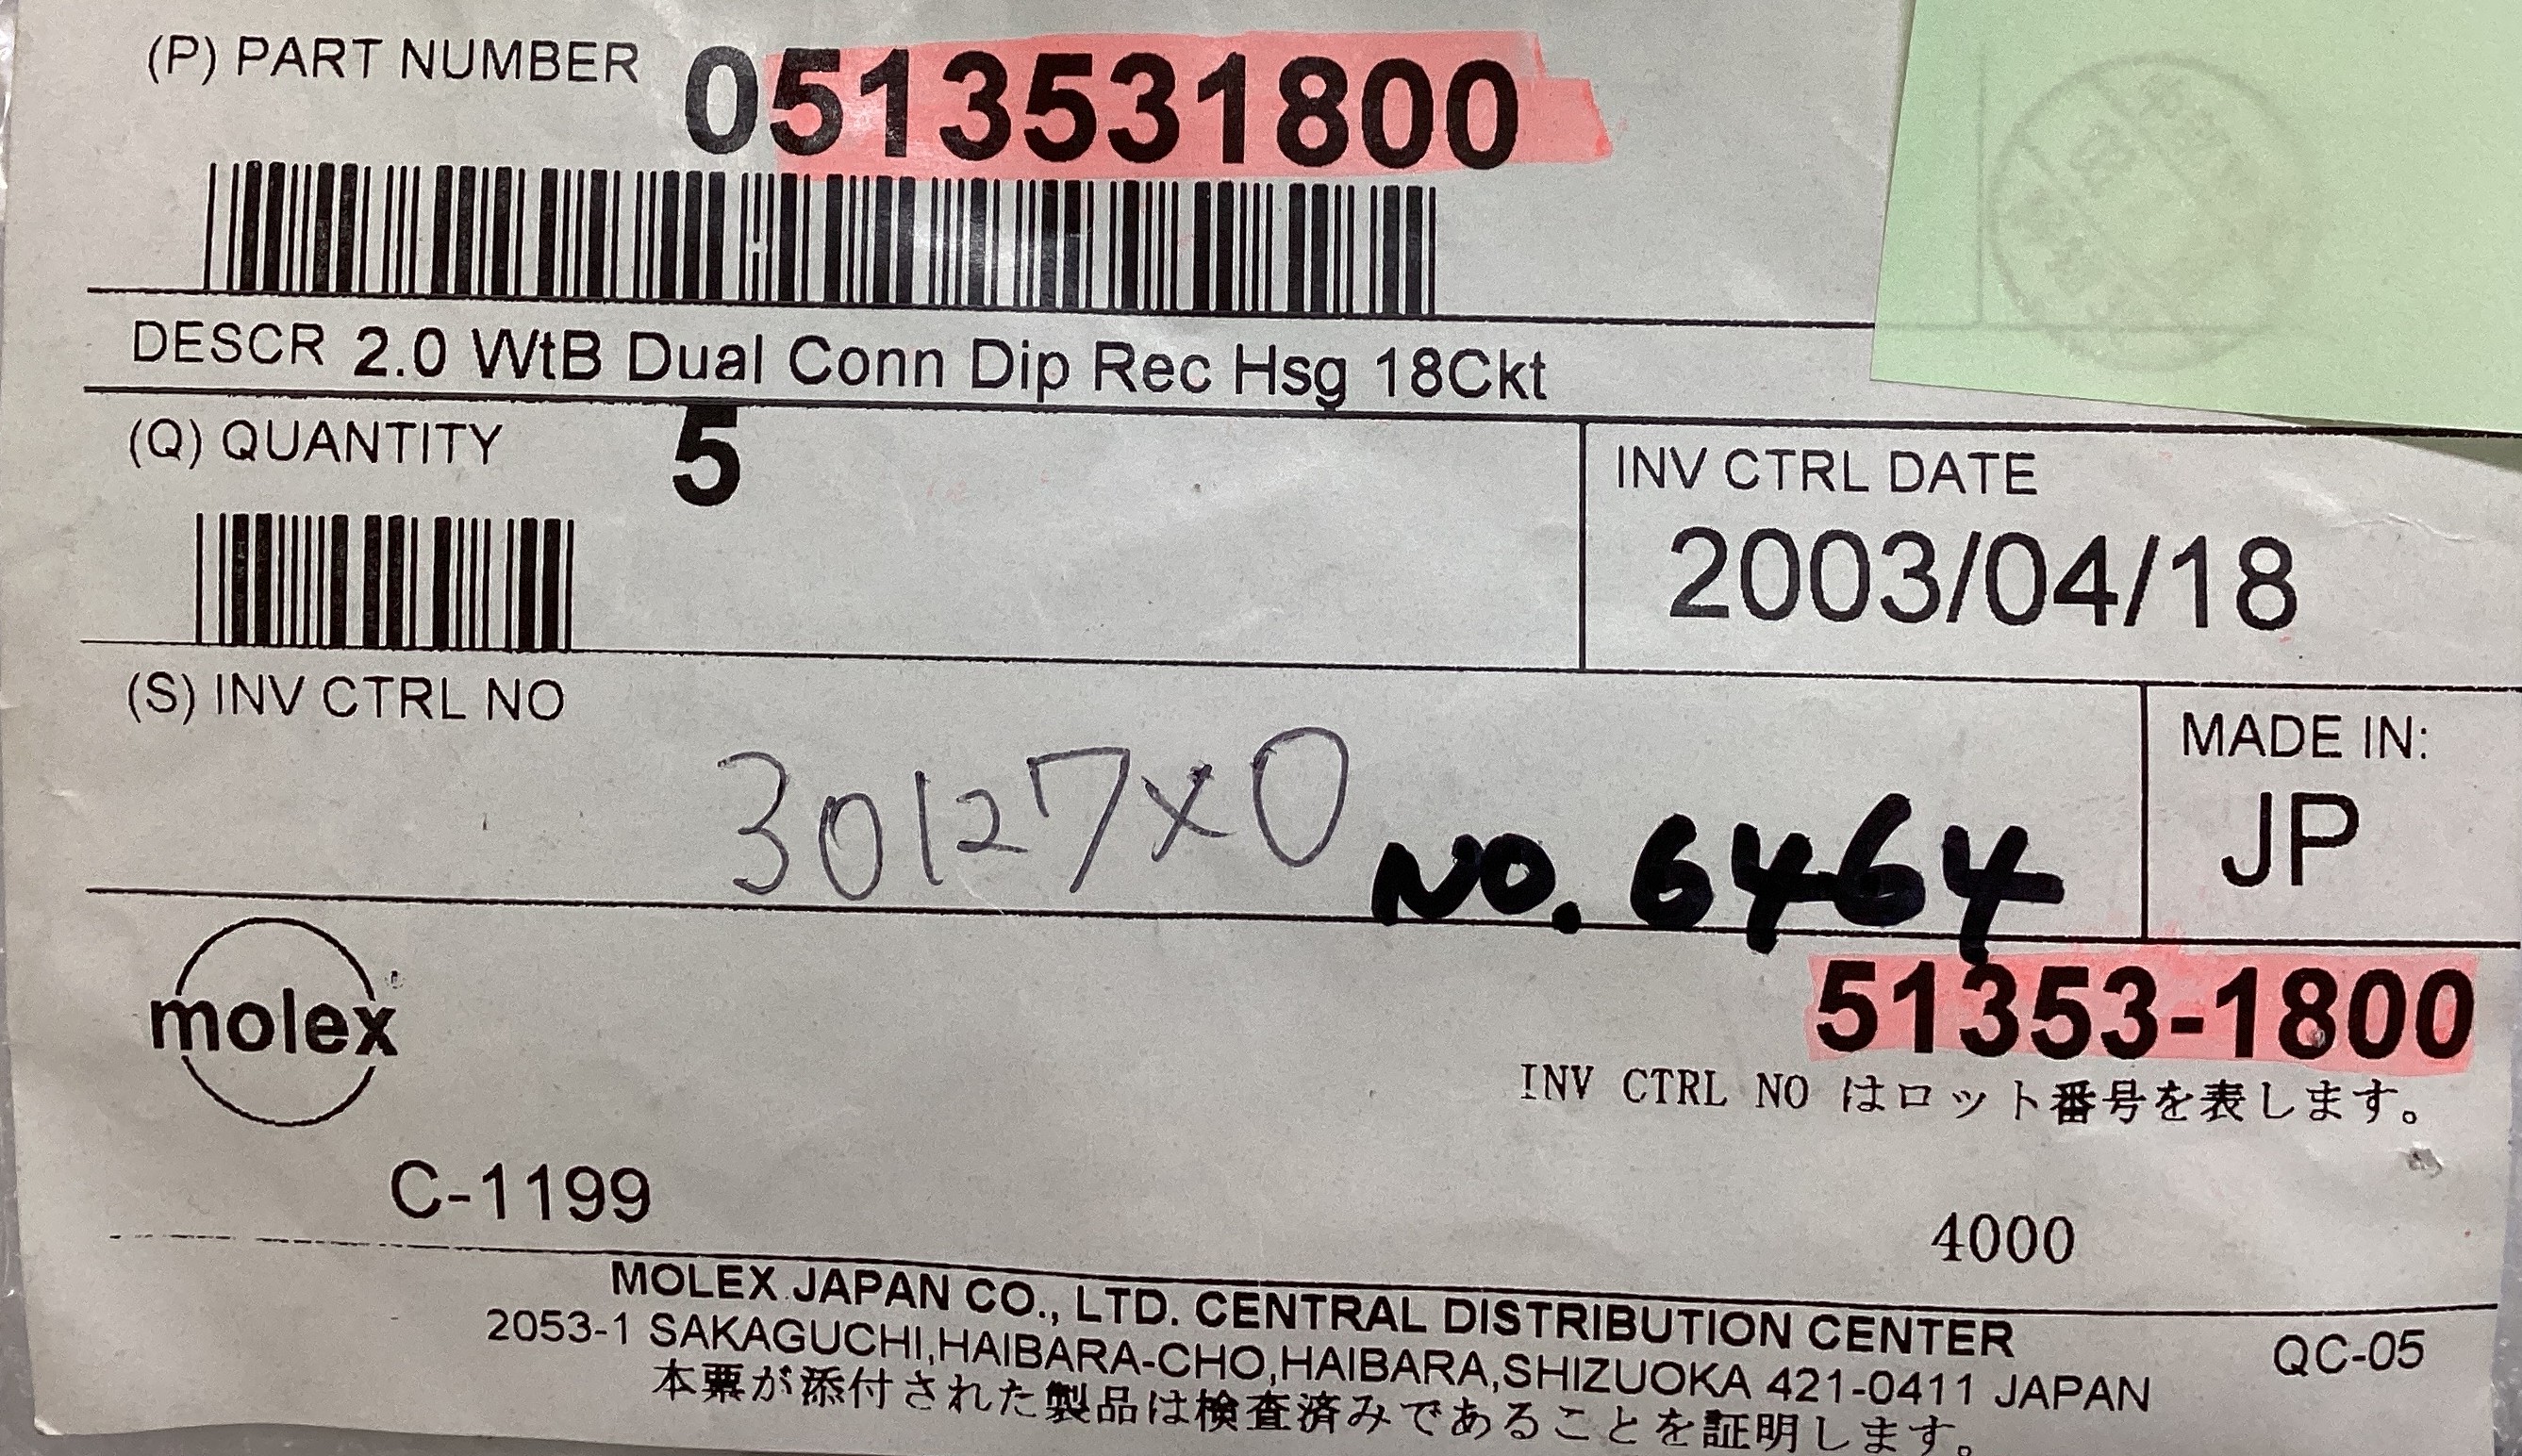 (P) PART NUMBER 0513531800
DESCR 2.0 WtB Dual Conn Dip Rec Hsg 18Ckt
(Q) QUANTITY 5
INV CTRL DATE
2003/04/18
(S) INV CTRL NO
30127X0
NO. 6464
MADE IN:
JP
molex
51353-1800
INV CTRL NO はロット番号を表します。
C-1199
4000
MOLEX JAPAN CO., LTD. CENTRAL DISTRIBUTION CENTER
2053-1 SAKAGUCHI,HAIBARA-CHO,HAIBARA,SHIZUOKA 421-0411 JAPAN
QC-05
本票が添付された製品は検査済みであることを証明します。